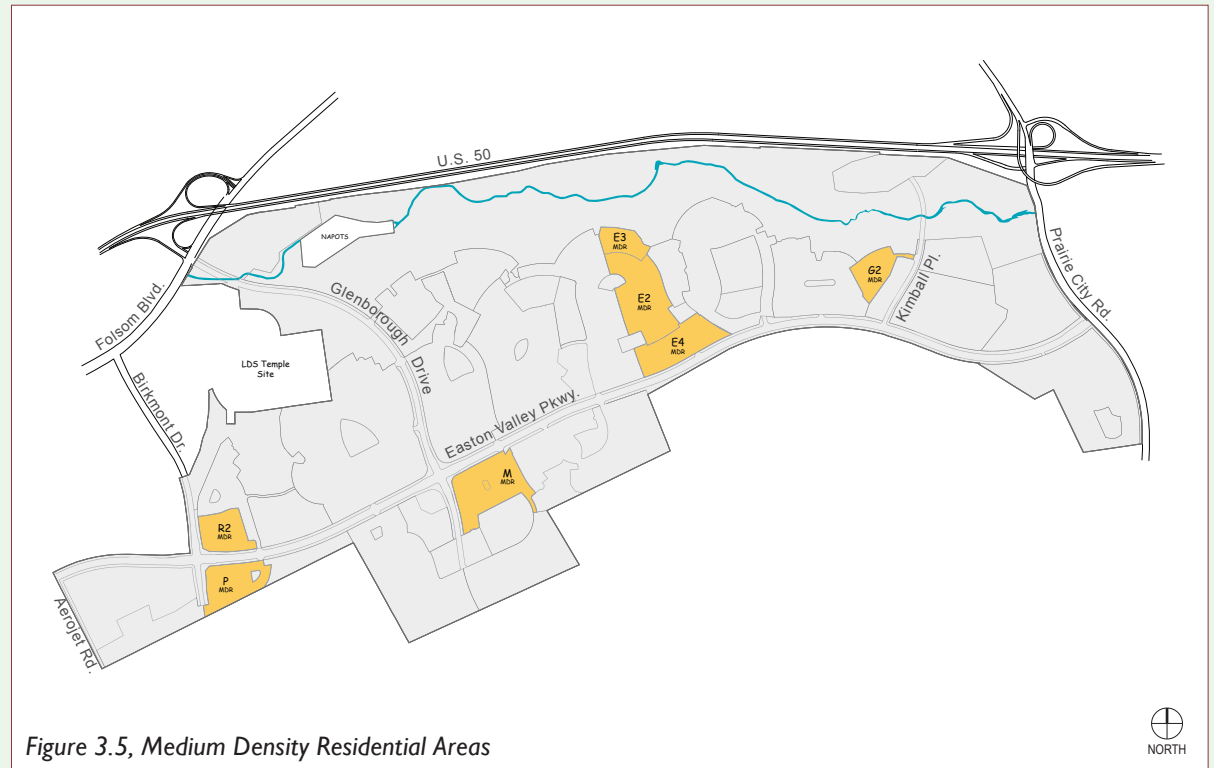 U.S. 50
NAPOTS
E3
MDR
Prairie City Rd.
G2
MDR
Kimball Pl.
Folsom Blvd.
Glenborough Drive
E2
MDR
E4
MDR
LDS Temple
Site
Birkmont Dr.
Easton Valley Pkwy.
M
MDR
R2
MDR
P
MDR
Aerojet Rd.
Figure 3.5, Medium Density Residential Areas
NORTH